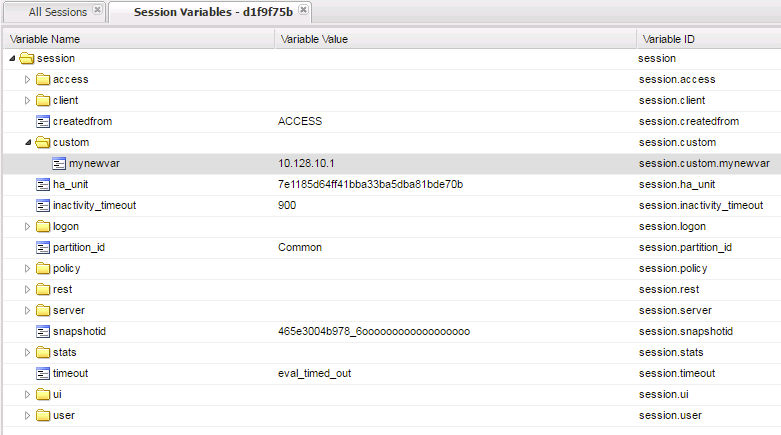 All Sessions Session Variables - d1f9f75b
Variable Name Variable Value Variable ID
session session
access session.access
client session.client
createdfrom ACCESS session.createdfrom
custom session.custom
mynewvar 10.128.10.1 session.custom.mynewvar
ha_unit 7e1185d64ff41bba33ba5dba81bde70b session.ha_unit
inactivity_timeout 900 session.inactivity_timeout
logon session.logon
partition_id Common session.partition_id
policy session.policy
rest session.rest
server session.server
snapshotid 465e3004b978_6oooooooooooooooooo session.snapshotid
stats session.stats
timeout eval_timed_out session.timeout
ui session.ui
user session.user